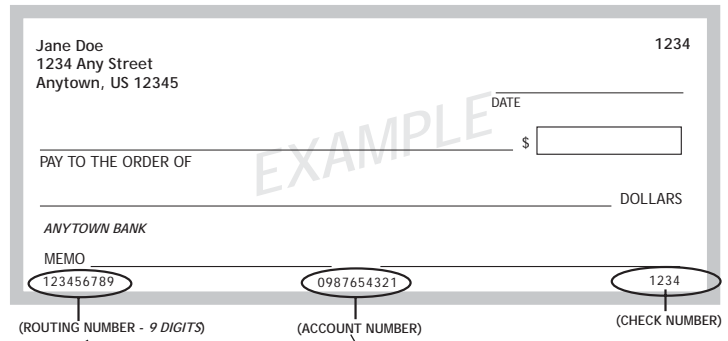 Jane Doe 1234
1234 Any Street
Anytown, US 12345
DATE
EXAMPLE
$
PAY TO THE ORDER OF
DOLLARS
ANYTOWN BANK
MEMO
123456789 0987654321 1234
(ROUTING NUMBER - 9 DIGITS) (ACCOUNT NUMBER) (CHECK NUMBER)